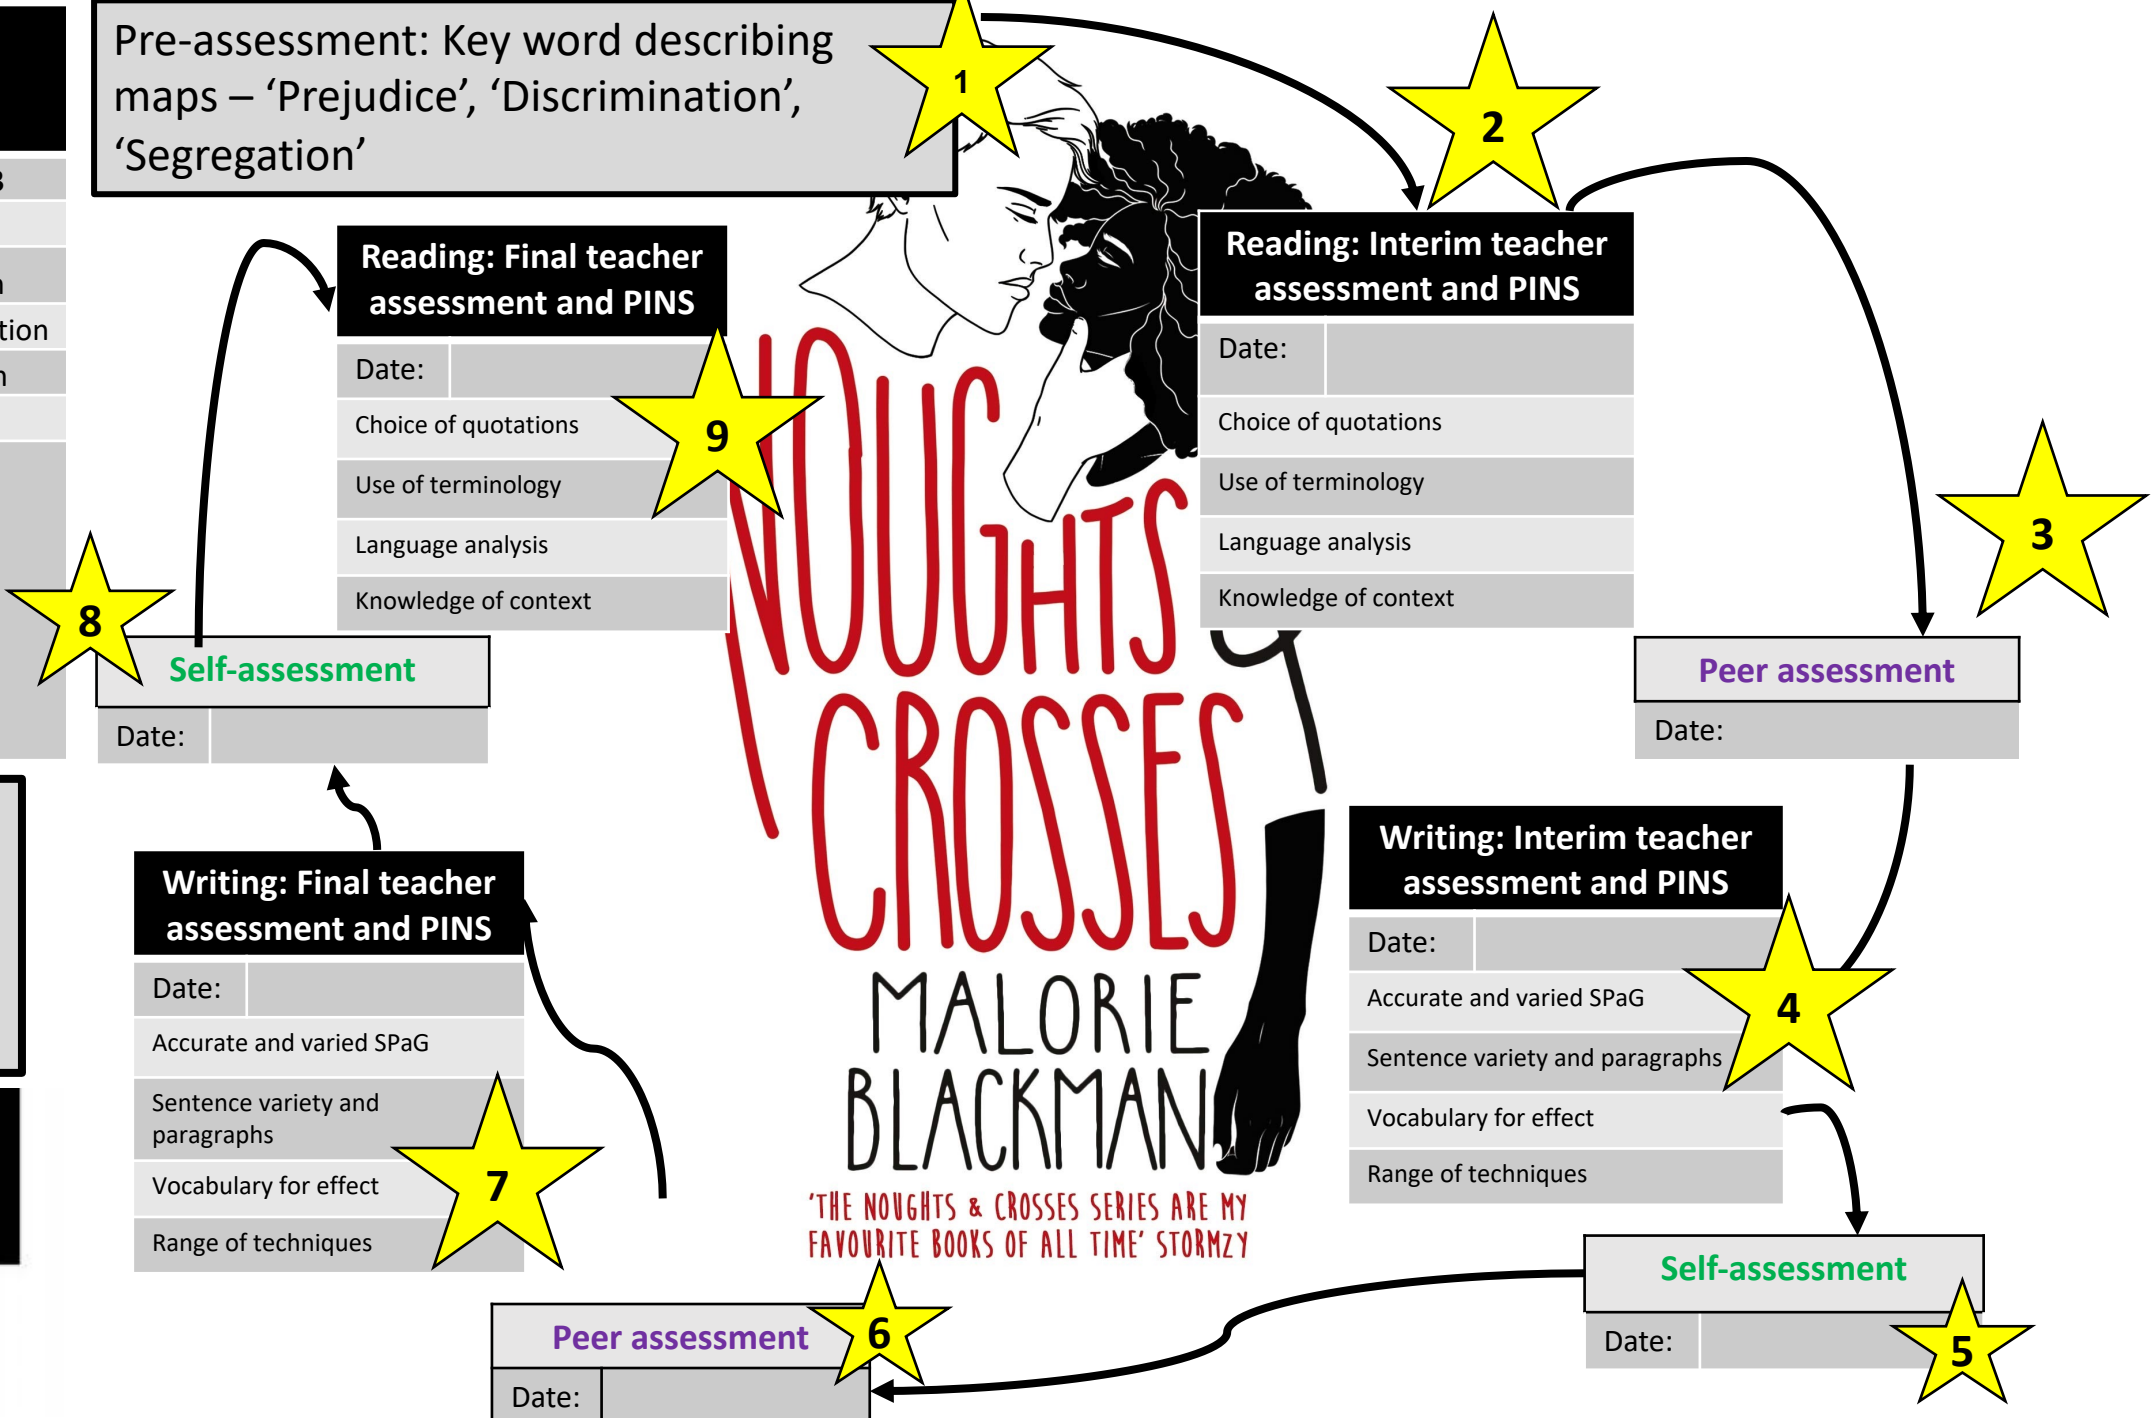 Pre-assessment: Key word describing
maps – ‘Prejudice’, ‘Discrimination’,
‘Segregation’
1
2
Reading: Interim teacher
assessment and PINS
Date:
Choice of quotations
Use of terminology
Language analysis
Knowledge of context
3
Peer assessment
Date:
Writing: Interim teacher
assessment and PINS
Date:
Accurate and varied SPaG
Sentence variety and paragraphs
Vocabulary for effect
Range of techniques
4
Self-assessment
Date:
5
Peer assessment
Date:
6
Writing: Final teacher
assessment and PINS
Date:
Accurate and varied SPaG
Sentence variety and
paragraphs
Vocabulary for effect
Range of techniques
7
Self-assessment
Date:
8
Reading: Final teacher
assessment and PINS
Date:
Choice of quotations
Use of terminology
Language analysis
Knowledge of context
9
NOUGHTS &
CROSSES
MALORIE
BLACKMAN
‘THE NOUGHTS & CROSSES SERIES ARE MY
FAVOURITE BOOKS OF ALL TIME’ STORMZY